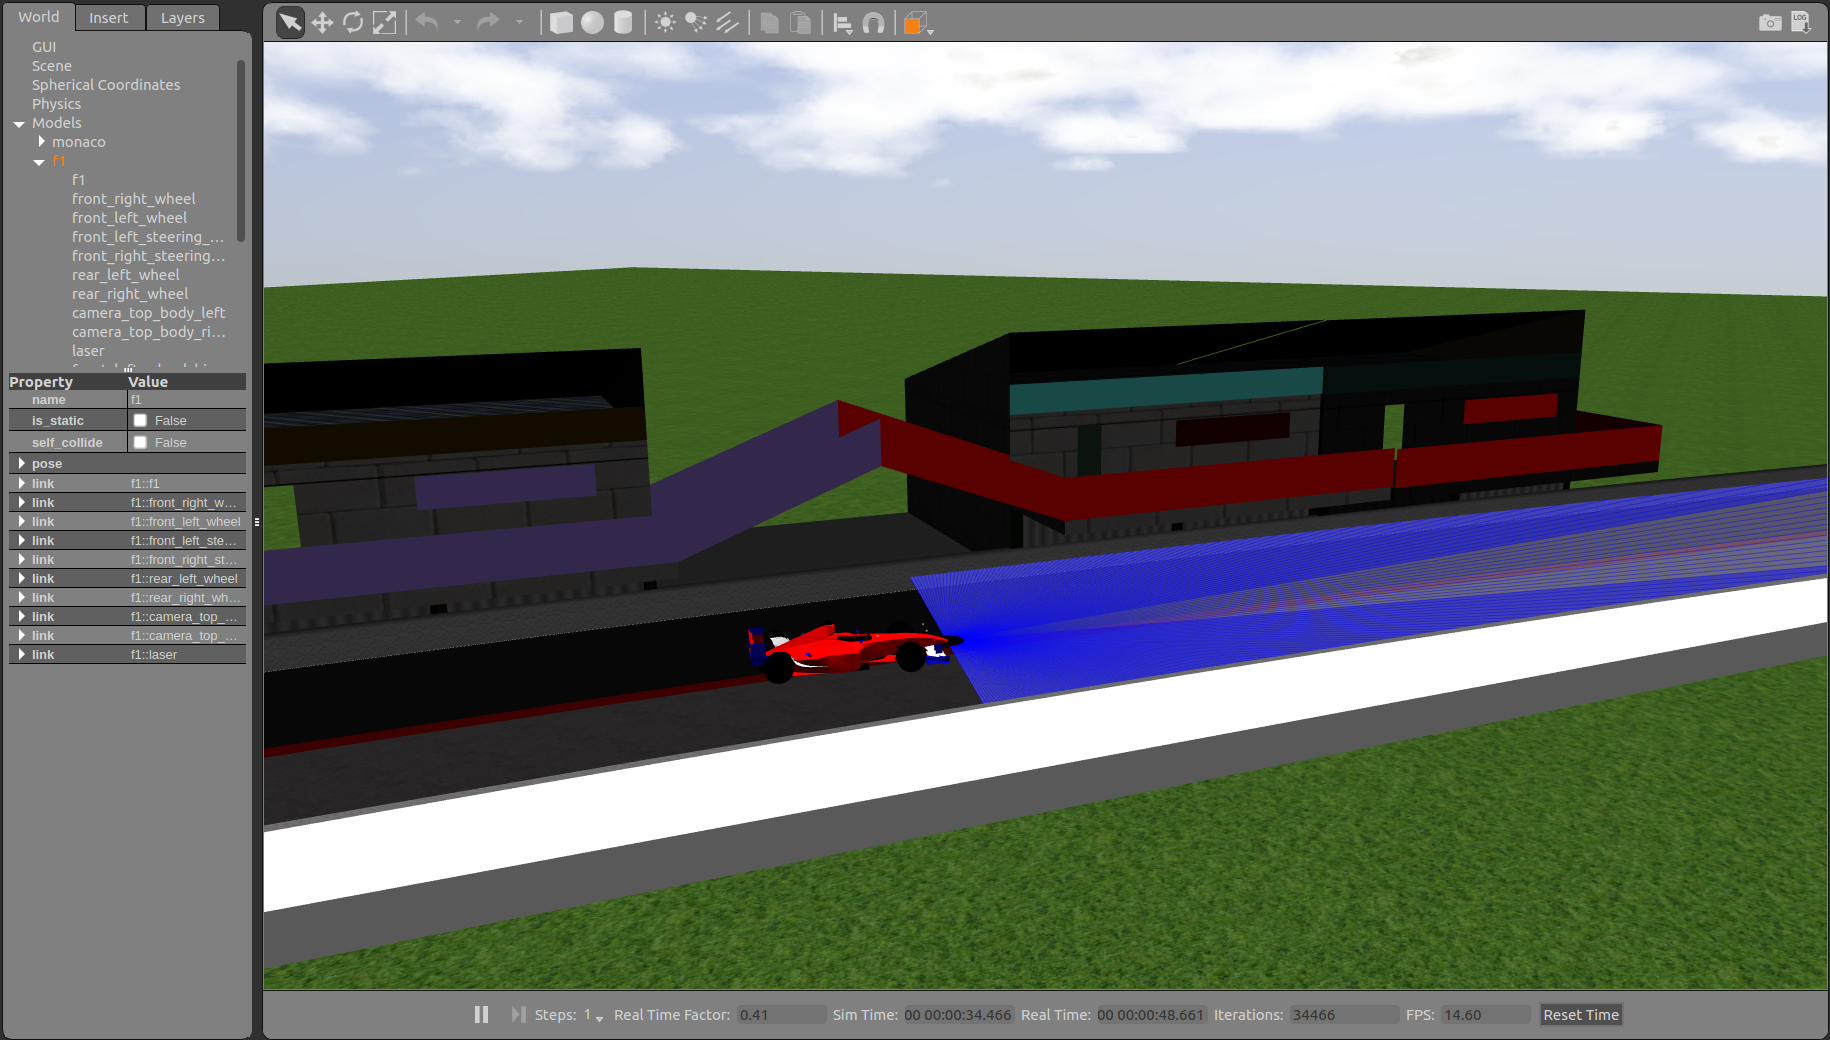 World Insert Layers
LOG
GUI
Scene
Spherical Coordinates
Physics
Models
monaco
f1
f1
front_right_wheel
front_left_wheel
front_left_steering_...
front_right_steering...
rear_left_wheel
rear_right_wheel
camera_top_body_left
camera_top_body_ri...
laser
Property Value
name f1
is_static False
self_collide False
pose
link f1::f1
link f1::front_right_w...
link f1::front_left_wheel
link f1::front_left_ste...
link f1::front_right_st...
link f1::rear_left_wheel
link f1::rear_right_wh...
link f1::camera_top_...
link f1::camera_top_...
link f1::laser
Steps: 1 Real Time Factor: 0.41 Sim Time: 00 00:00:34.466 Real Time: 00 00:00:48.661 Iterations: 34466 FPS: 14.60 Reset Time